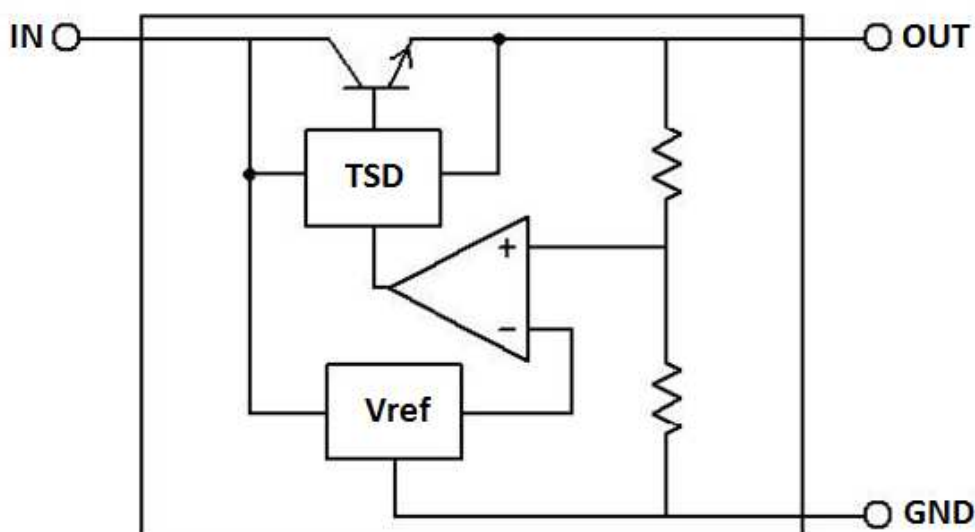 IN
OUT
TSD
+
−
Vref
GND